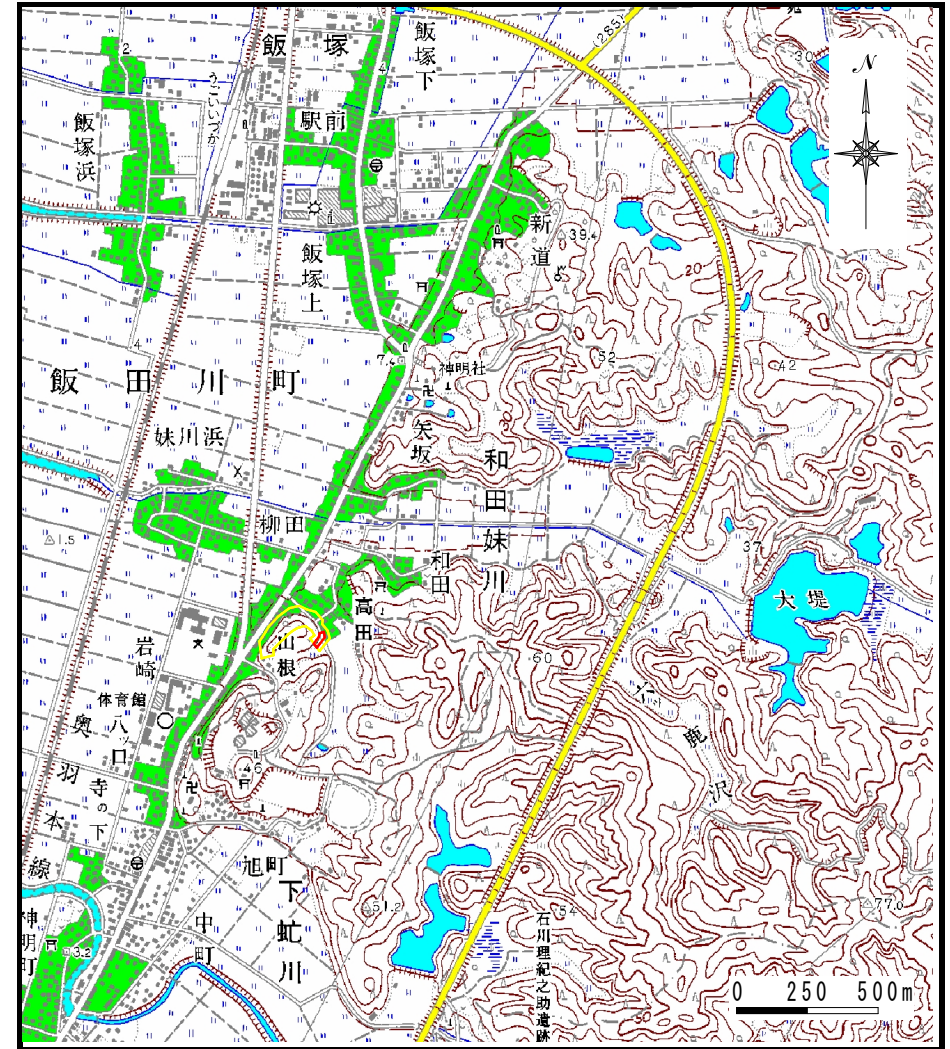 飯塚
飯塚下
うごいいづか
飯塚浜
駅前
(285)
30
N
飯塚上
新道
39.4
20
52
42
飯田川町
神明社
矢坂
妹川浜
和田妹川
柳田
1.5
和田
37
大堤
高田
山根
60
岩崎
体育館
八ツ口
奥羽本線
寺の下
46
六鹿沢
旭町
下虻川
中町
神明町
3.2
51.2
54
77.0
石川理紀之助遺跡
50
0 250 500m